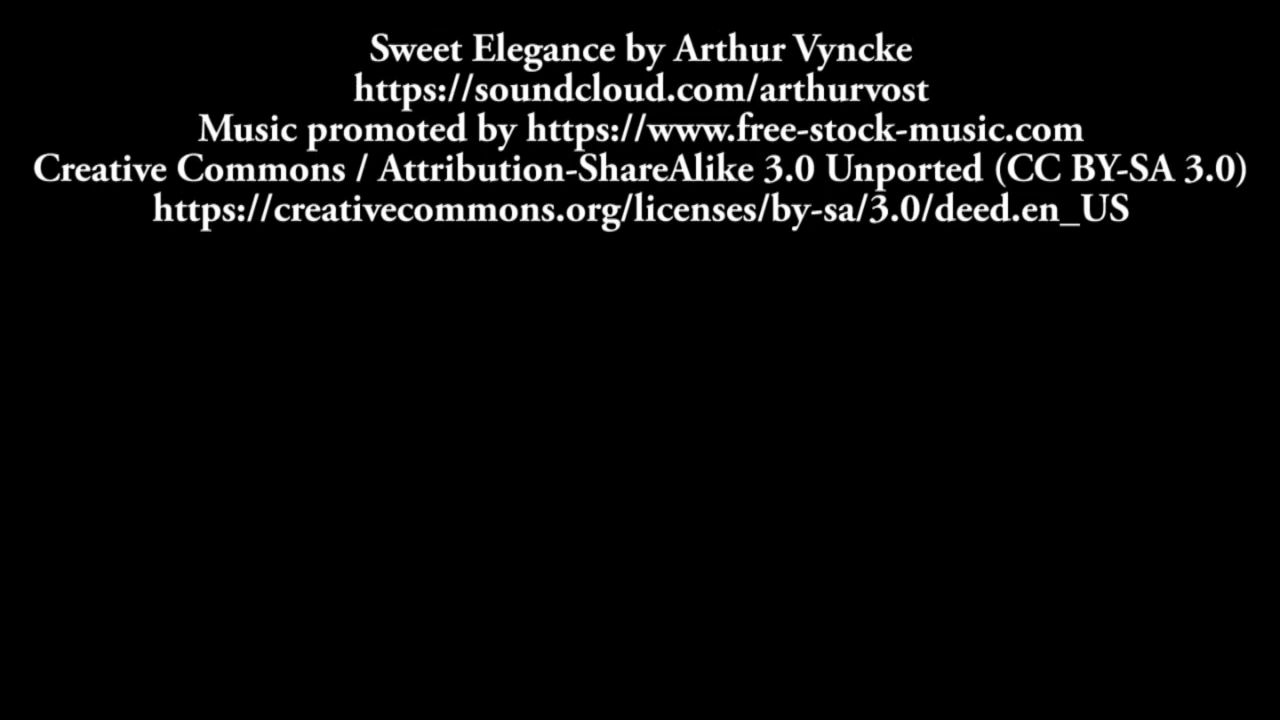 Sweet Elegance by Arthur Vyncke
https://soundcloud.com/arthurvost
Music promoted by https://www.free-stock-music.com
Creative Commons / Attribution-ShareAlike 3.0 Unported (CC BY-SA 3.0)
https://creativecommons.org/licenses/by-sa/3.0/deed.en_US